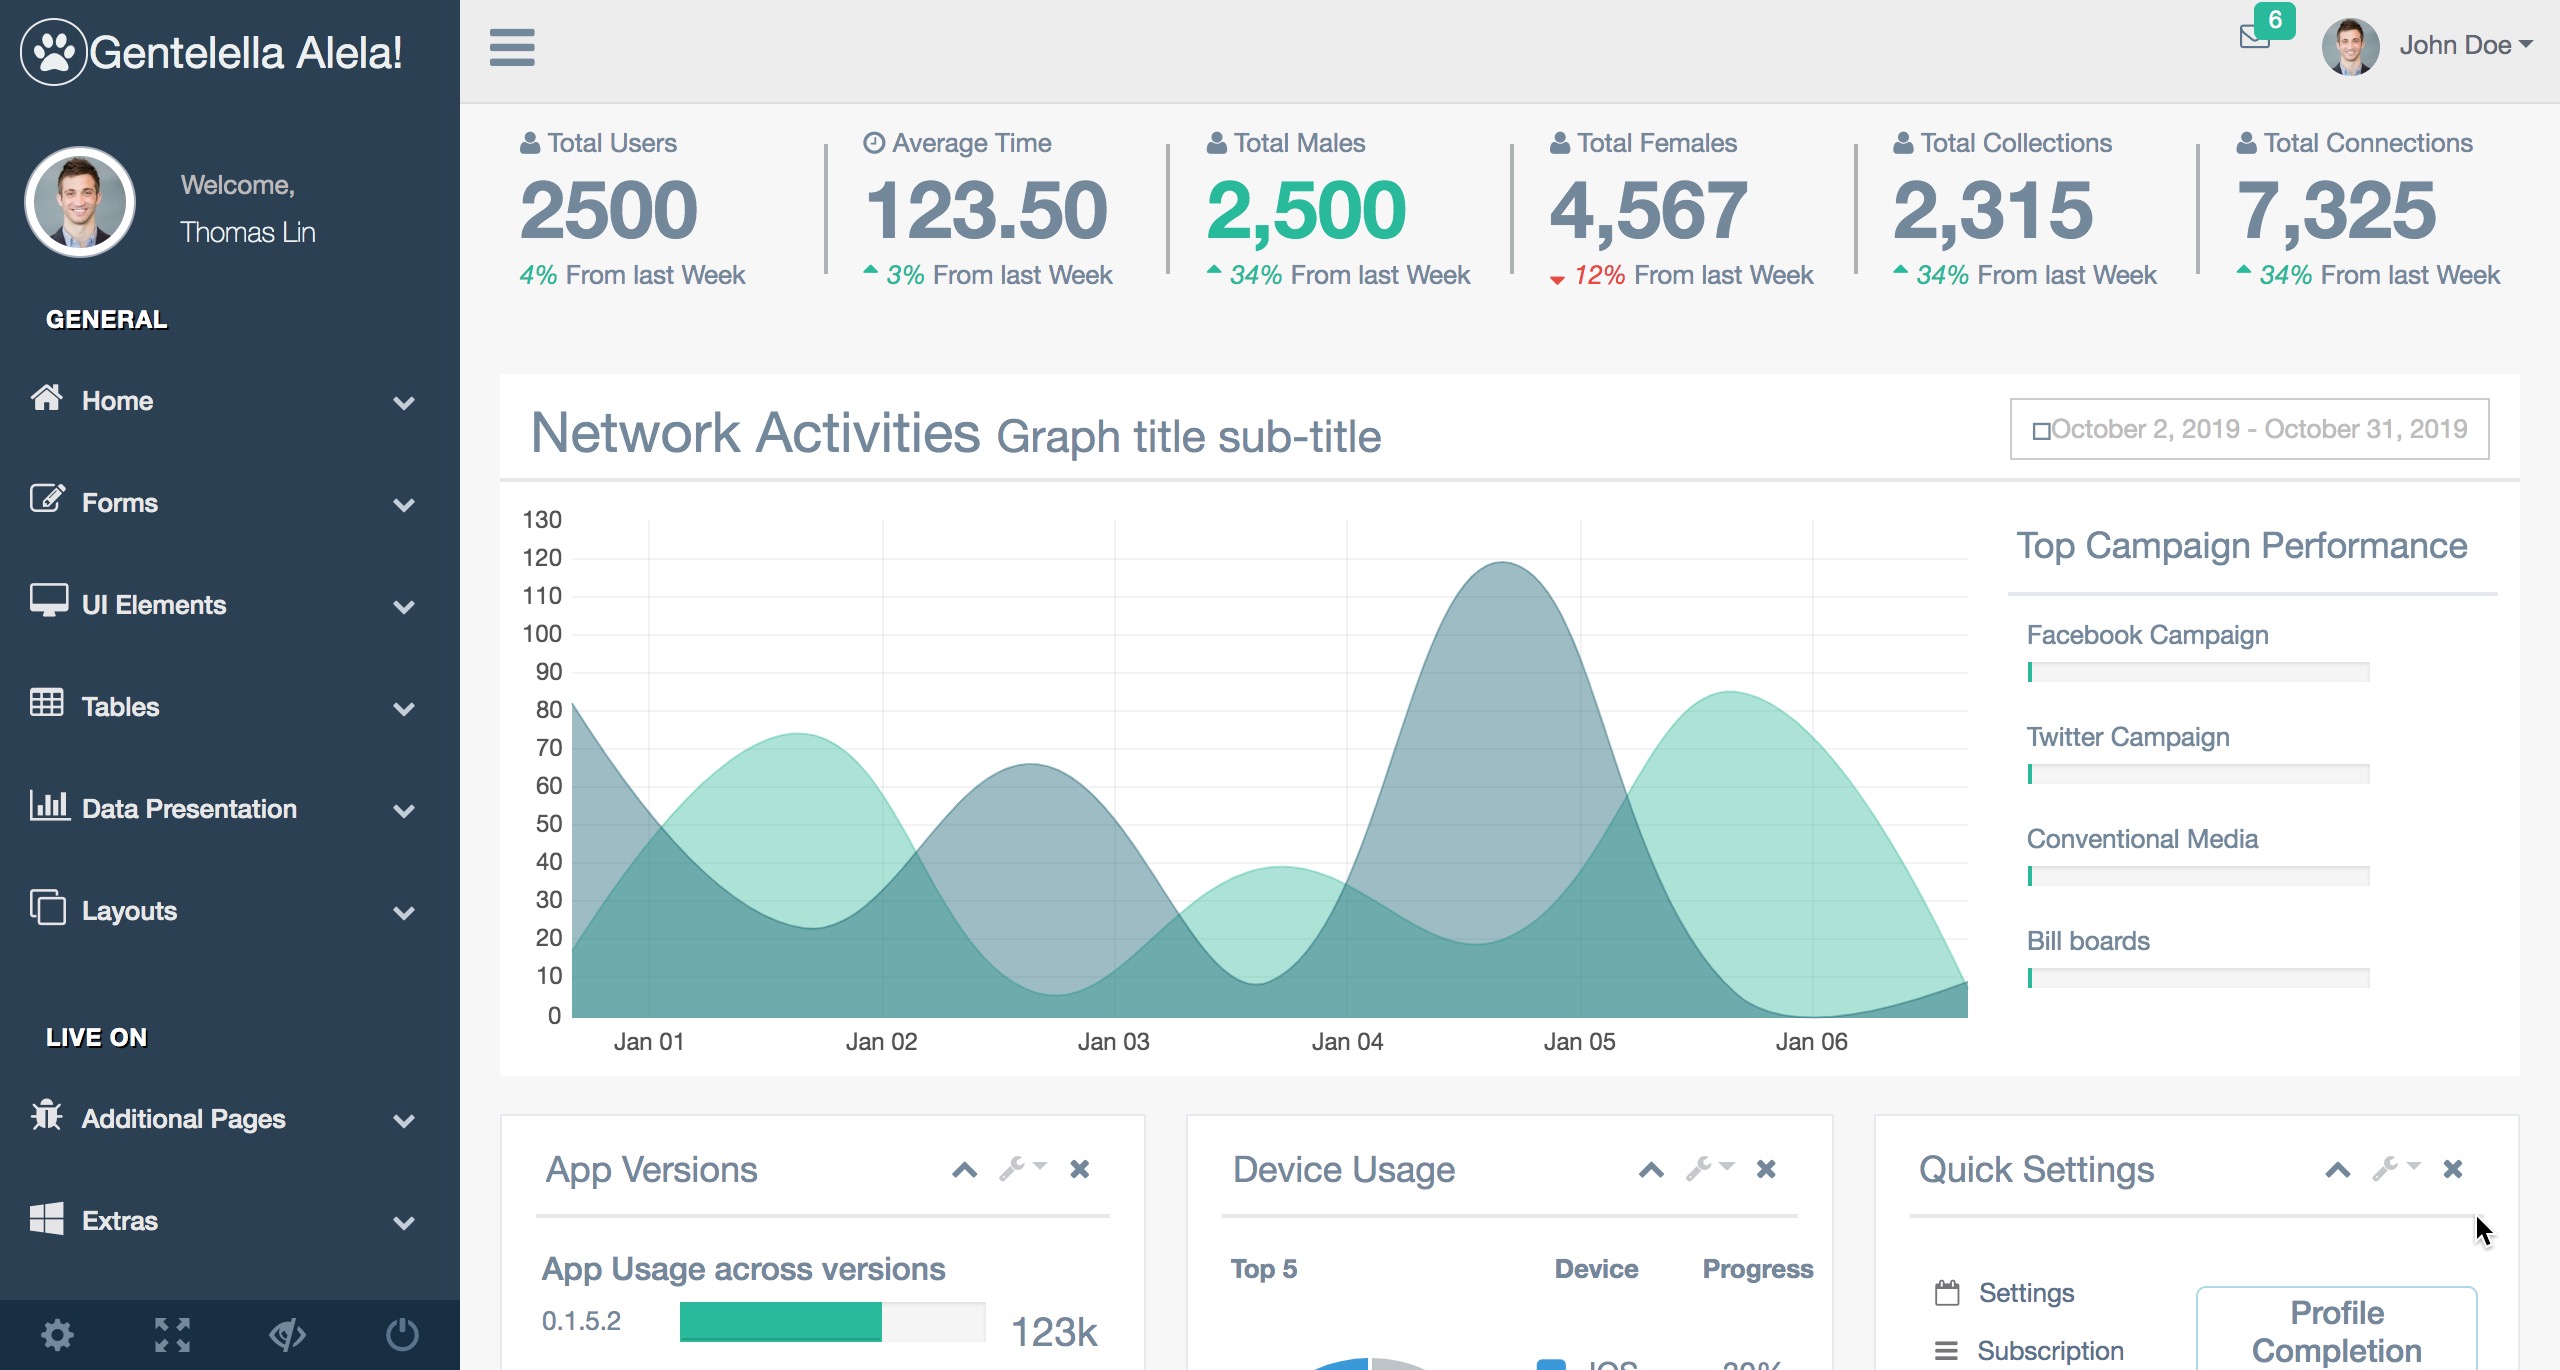 Gentelella Alela!
Welcome,
Thomas Lin
GENERAL
Home
Forms
UI Elements
Tables
Data Presentation
Layouts
LIVE ON
Additional Pages
Extras
6
John Doe
Total Users
2500
4% From last Week
Average Time
123.50
3% From last Week
Total Males
2,500
34% From last Week
Total Females
4,567
12% From last Week
Total Collections
2,315
34% From last Week
Total Connections
7,325
34% From last Week
Network Activities Graph title sub-title
October 2, 2019 - October 31, 2019
130
120
110
100
90
80
70
60
50
40
30
20
10
0
Jan 01 Jan 02 Jan 03 Jan 04 Jan 05 Jan 06
Top Campaign Performance
Facebook Campaign
Twitter Campaign
Conventional Media
Bill boards
App Versions
App Usage across versions
0.1.5.2 123k
Device Usage
Top 5 Device Progress
IOS 30%
Quick Settings
Settings
Subscription
Profile
Completion